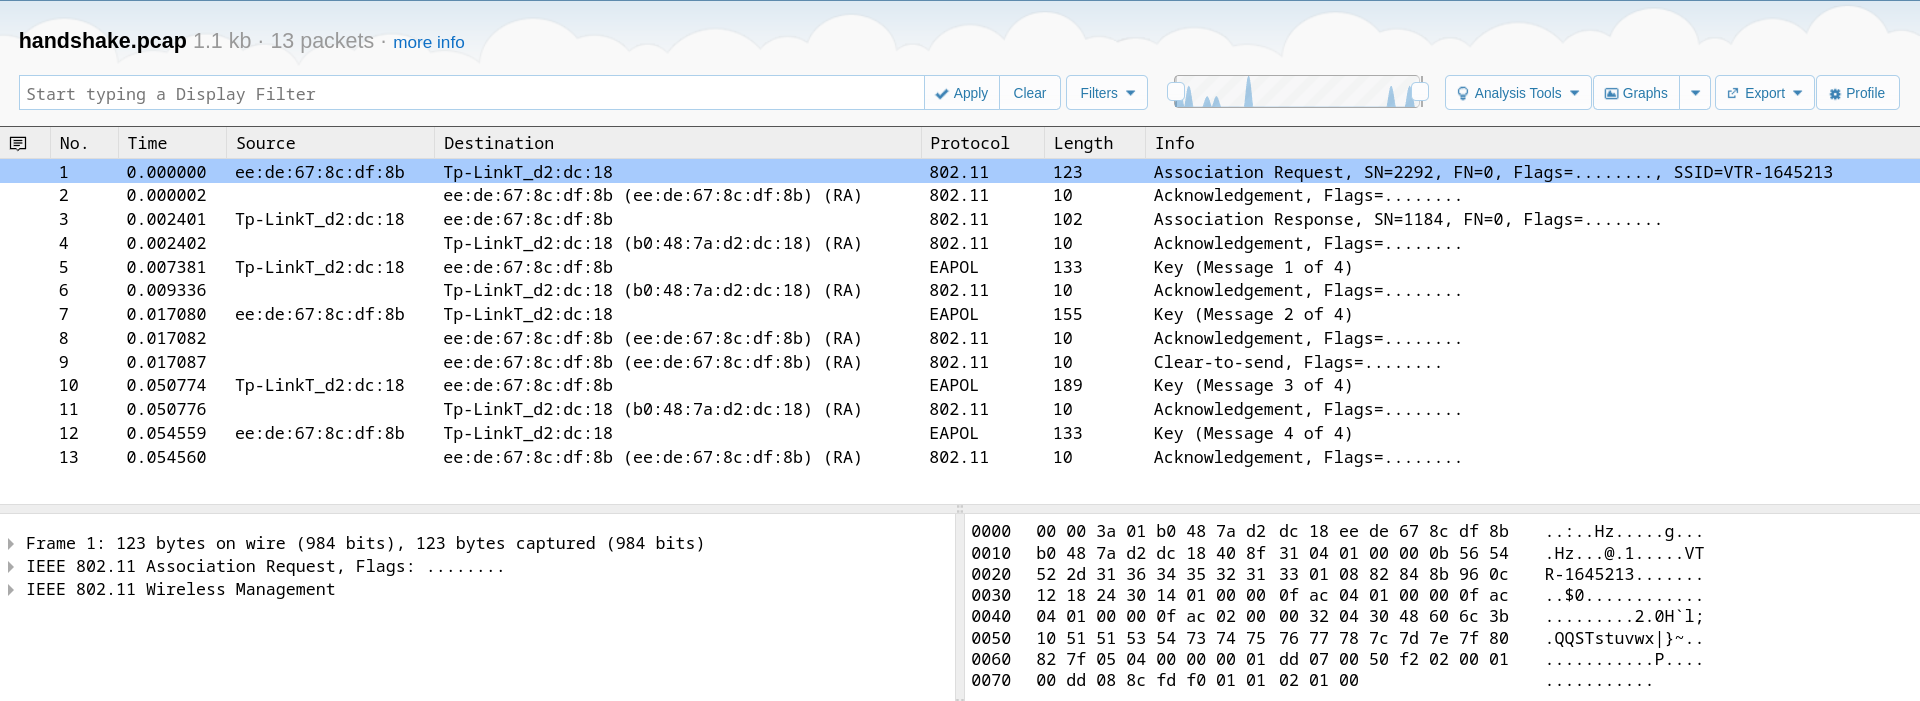 handshake.pcap 1.1 kb · 13 packets · more info
Start typing a Display Filter Apply Clear Filters Analysis Tools Graphs Export Profile
No. Time Source Destination Protocol Length Info
1 0.000000 ee:de:67:8c:df:8b Tp-LinkT_d2:dc:18 802.11 123 Association Request, SN=2292, FN=0, Flags=........, SSID=VTR-1645213
2 0.000002 ee:de:67:8c:df:8b (ee:de:67:8c:df:8b) (RA) 802.11 10 Acknowledgement, Flags=........
3 0.002401 Tp-LinkT_d2:dc:18 ee:de:67:8c:df:8b 802.11 102 Association Response, SN=1184, FN=0, Flags=........
4 0.002402 Tp-LinkT_d2:dc:18 (b0:48:7a:d2:dc:18) (RA) 802.11 10 Acknowledgement, Flags=........
5 0.007381 Tp-LinkT_d2:dc:18 ee:de:67:8c:df:8b EAPOL 133 Key (Message 1 of 4)
6 0.009336 Tp-LinkT_d2:dc:18 (b0:48:7a:d2:dc:18) (RA) 802.11 10 Acknowledgement, Flags=........
7 0.017080 ee:de:67:8c:df:8b Tp-LinkT_d2:dc:18 EAPOL 155 Key (Message 2 of 4)
8 0.017082 ee:de:67:8c:df:8b (ee:de:67:8c:df:8b) (RA) 802.11 10 Acknowledgement, Flags=........
9 0.017087 ee:de:67:8c:df:8b (ee:de:67:8c:df:8b) (RA) 802.11 10 Clear-to-send, Flags=........
10 0.050774 Tp-LinkT_d2:dc:18 ee:de:67:8c:df:8b EAPOL 189 Key (Message 3 of 4)
11 0.050776 Tp-LinkT_d2:dc:18 (b0:48:7a:d2:dc:18) (RA) 802.11 10 Acknowledgement, Flags=........
12 0.054559 ee:de:67:8c:df:8b Tp-LinkT_d2:dc:18 EAPOL 133 Key (Message 4 of 4)
13 0.054560 ee:de:67:8c:df:8b (ee:de:67:8c:df:8b) (RA) 802.11 10 Acknowledgement, Flags=........
Frame 1: 123 bytes on wire (984 bits), 123 bytes captured (984 bits)
IEEE 802.11 Association Request, Flags: ........
IEEE 802.11 Wireless Management
0000 00 00 3a 01 b0 48 7a d2 dc 18 ee de 67 8c df 8b ..:..Hz.....g...
0010 b0 48 7a d2 dc 18 40 8f 31 04 01 00 00 0b 56 54 .Hz...@.1.....VT
0020 52 2d 31 36 34 35 32 31 33 01 08 82 84 8b 96 0c R-1645213.......
0030 12 18 24 30 14 01 00 00 0f ac 04 01 00 00 0f ac ..$0............
0040 04 01 00 00 0f ac 02 00 00 32 04 30 48 60 6c 3b .........2.0H`l;
0050 10 51 51 53 54 73 74 75 76 77 78 7c 7d 7e 7f 80 .QQSTstuvwx|}~..
0060 82 7f 05 04 00 00 00 01 dd 07 00 50 f2 02 00 01 ...........P....
0070 00 dd 08 8c fd f0 01 01 02 01 00 ...........